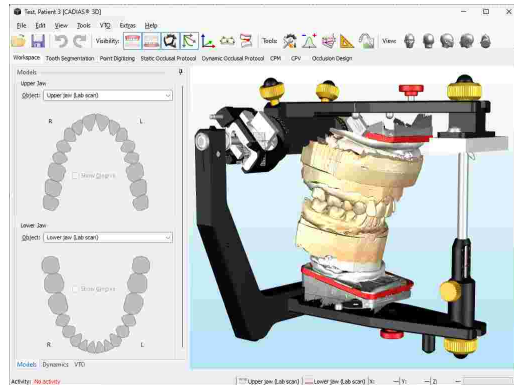 Test, Patient 3 [CADIAS® 3D]
File Edit View Tools VTO Extras Help
Visibility: Tools View
Workspace Tooth Segmentation Point Digitizing Static Occlusal Protocol Dynamic Occlusal Protocol CPM CPV Occlusion Design
Models
Upper Jaw
Object: Upper jaw (Lab scan)
R L
Show Gingiva
Lower Jaw
Object: Lower jaw (Lab scan)
Show Gingiva
R L
Models Dynamics VTO
Activity: No activity Upper jaw (Lab scan) Lower jaw (Lab scan) X: — Y: — Z: —